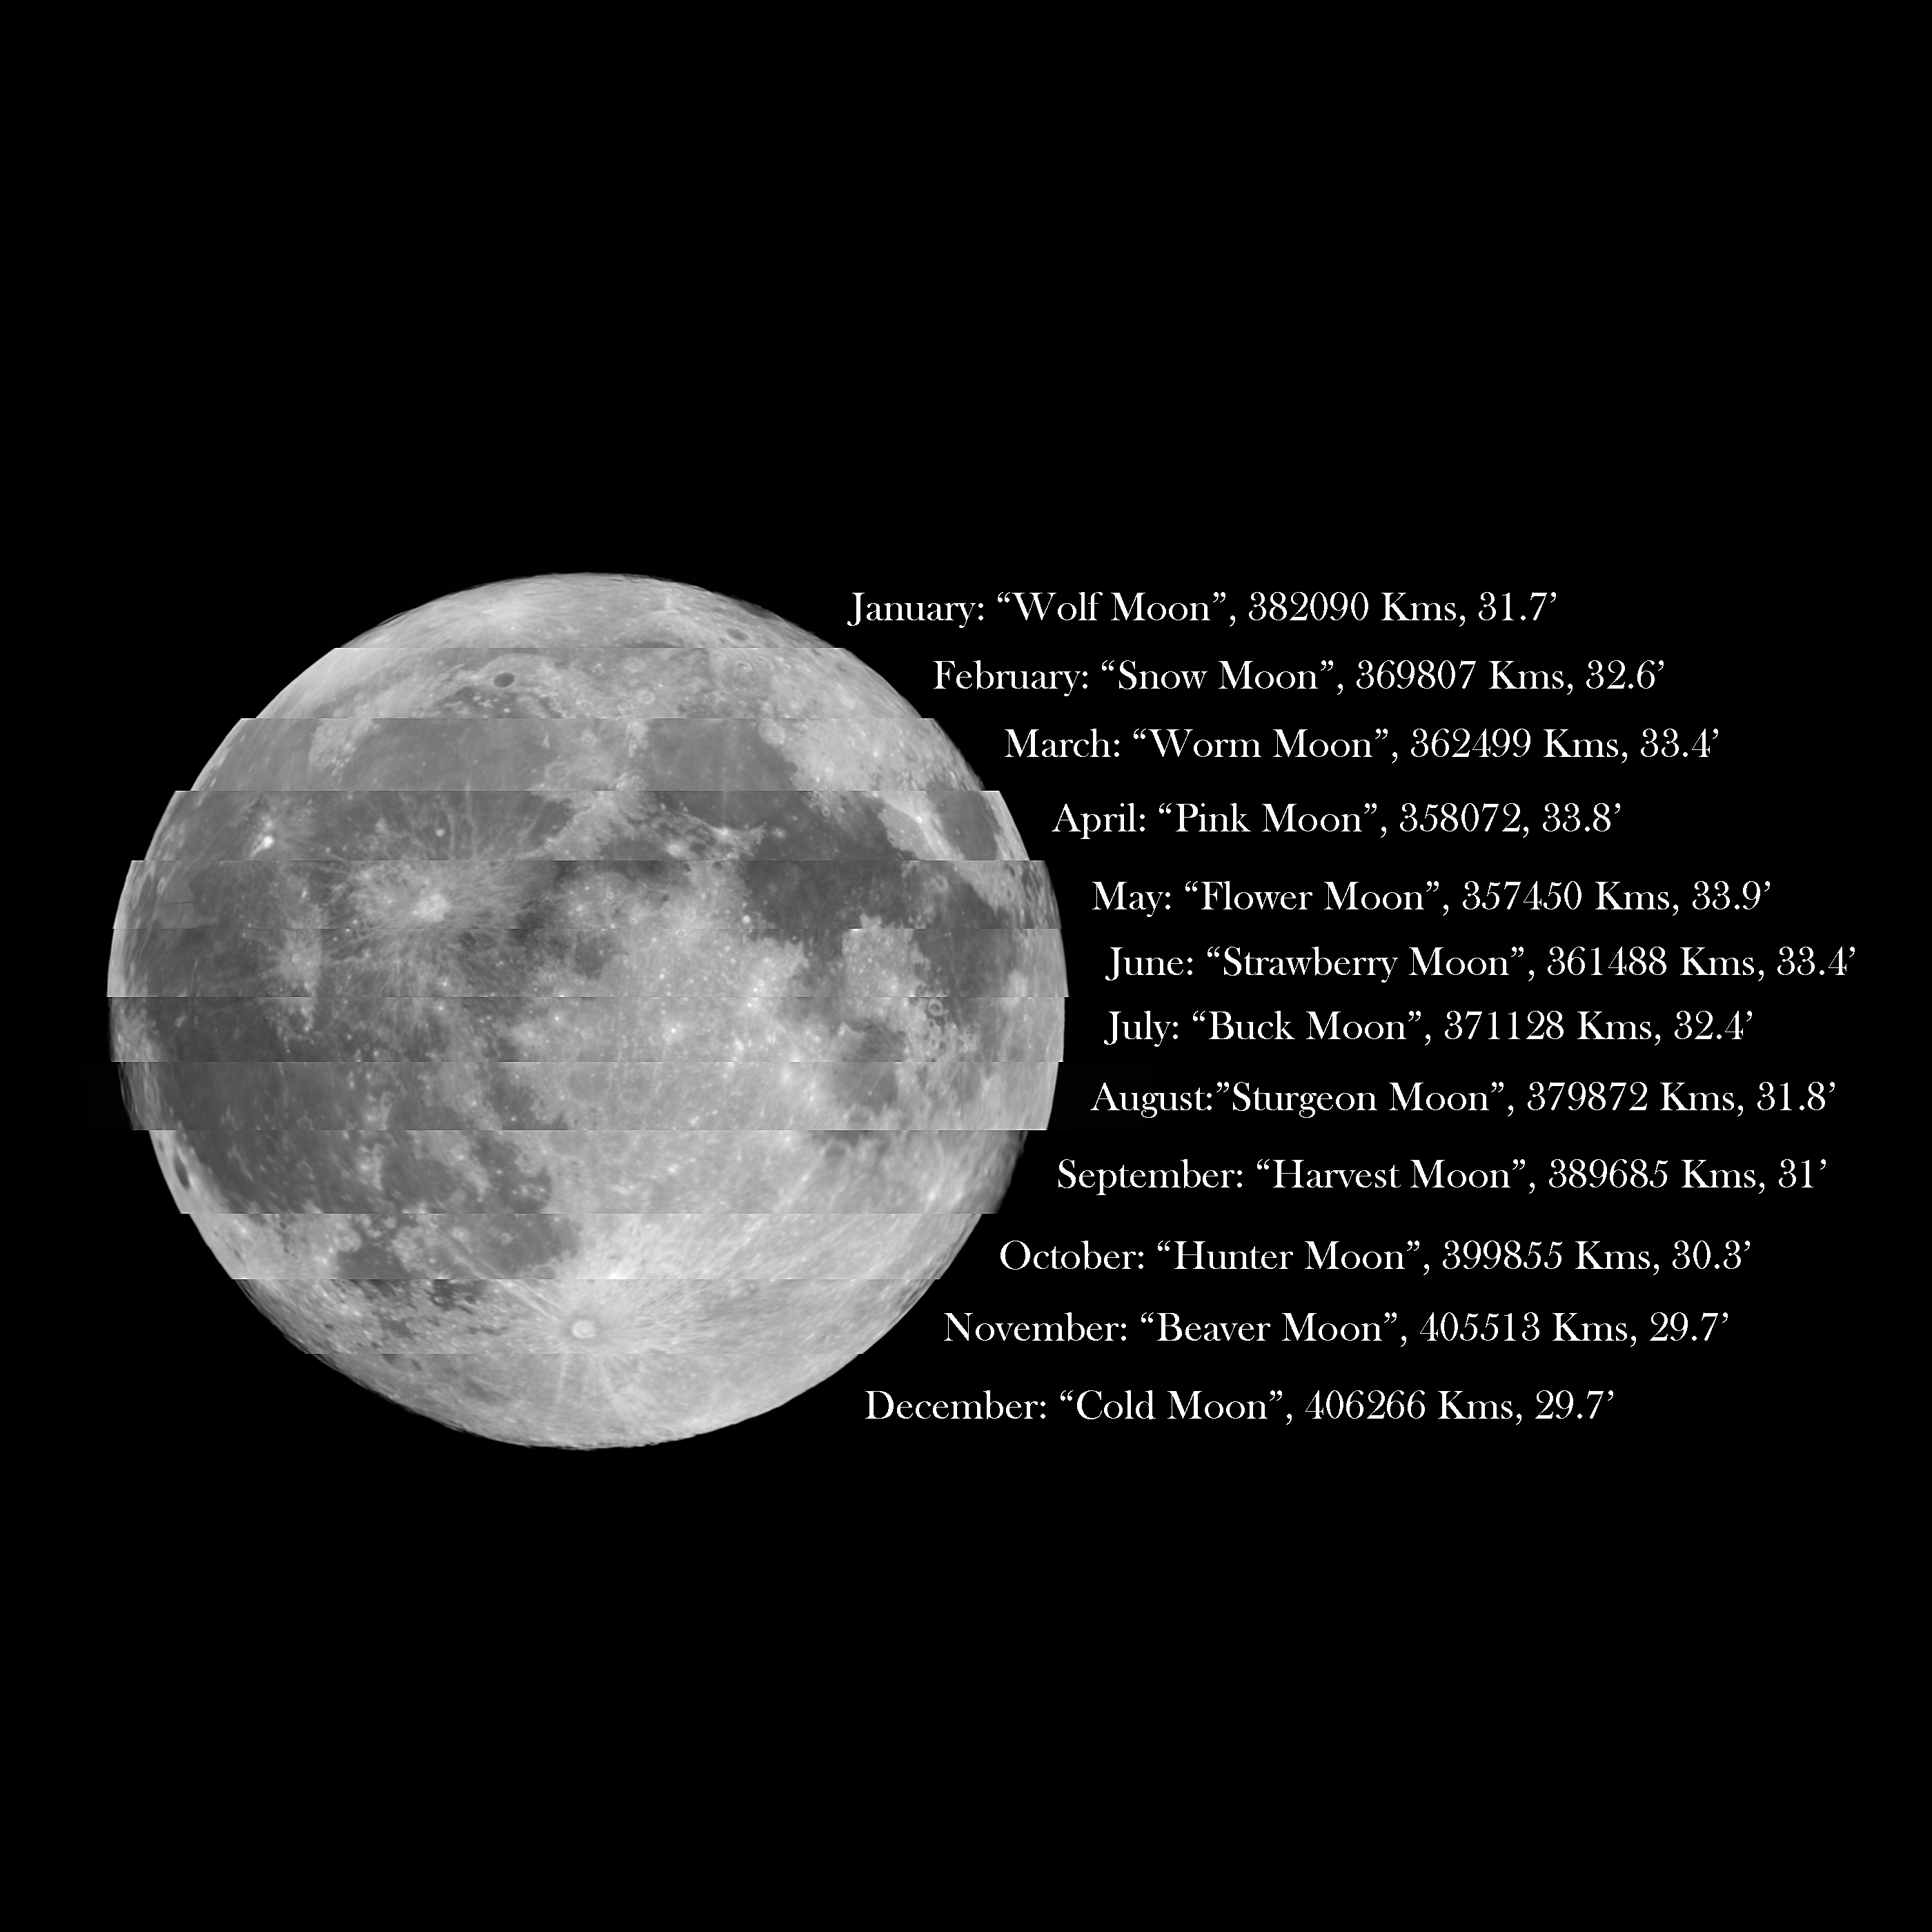 January: “Wolf Moon”, 382090 Kms, 31.7’
February: “Snow Moon”, 369807 Kms, 32.6’
March: “Worm Moon”, 362499 Kms, 33.4’
April: “Pink Moon”, 358072, 33.8’
May: “Flower Moon”, 357450 Kms, 33.9’
June: “Strawberry Moon”, 361488 Kms, 33.4’
July: “Buck Moon”, 371128 Kms, 32.4’
August:”Sturgeon Moon”, 379872 Kms, 31.8’
September: “Harvest Moon”, 389685 Kms, 31’
October: “Hunter Moon”, 399855 Kms, 30.3’
November: “Beaver Moon”, 405513 Kms, 29.7’
December: “Cold Moon”, 406266 Kms, 29.7’